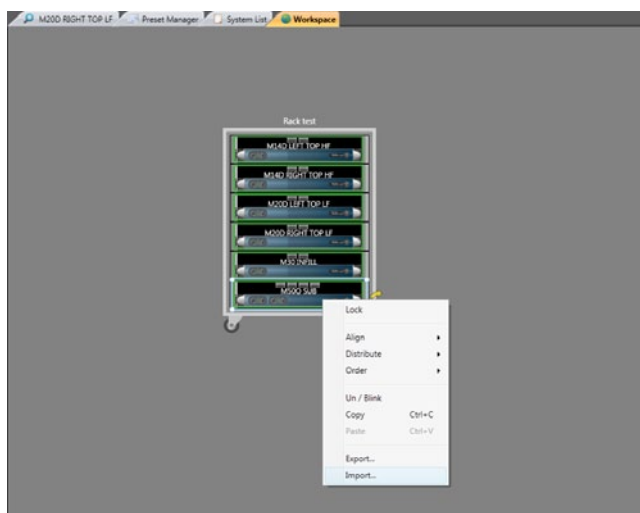 M20D RIGHT TOP LF
Preset Manager
System List
Workspace
Rack test
M14D LEFT TOP HF
M14D RIGHT TOP HF
M20D LEFT TOP LF
M20D RIGHT TOP LF
M30 INFILL
M50Q SUB
Lock
Align
Distribute
Order
Un / Blink
Copy Ctrl+C
Paste Ctrl+V
Export...
Import...